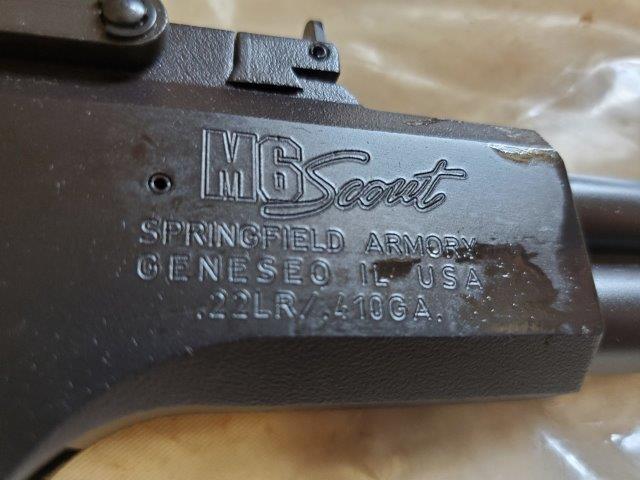 M6 Scout
SPRINGFIELD ARMORY
GENESEO IL USA
.22LR/.410GA.